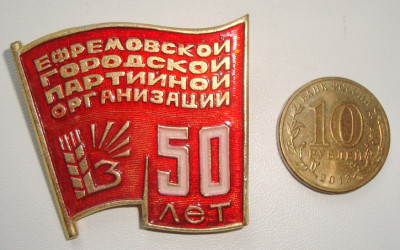 ЕФРЕМОВСКОЙ
ГОРОДСКОЙ
ПАРТИЙНОЙ
ОРГАНИЗАЦИИ
50
лет
10
РУБЛЕЙ